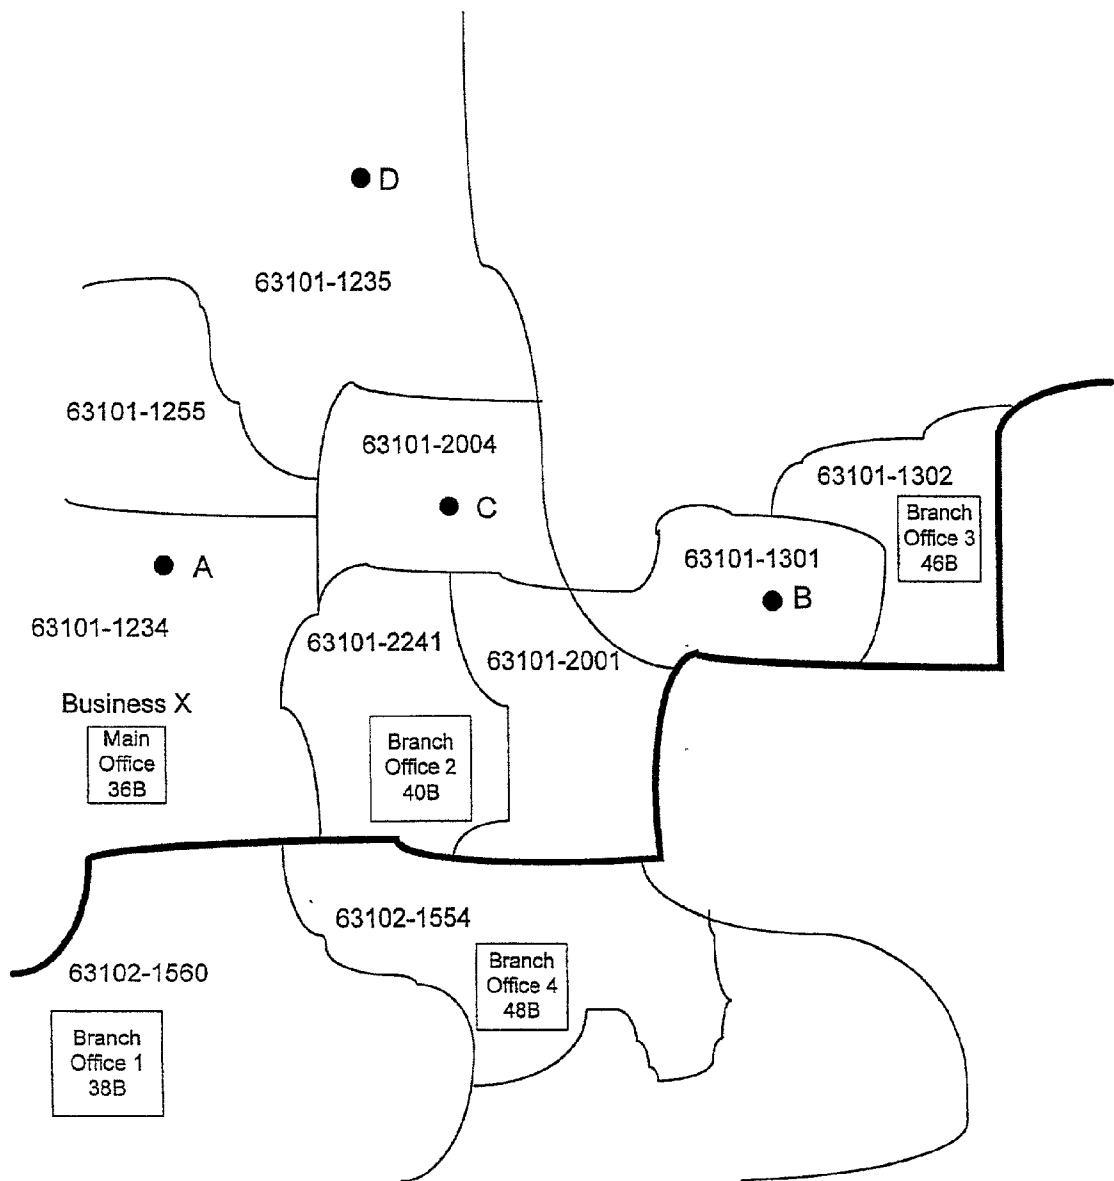 D
63101-1235
63101-1255
63101-2004
63101-1302
C
Branch
Office 3
46B
63101-1301
A
B
63101-1234
63101-2241
63101-2001
Business X
Main
Office
36B
Branch
Office 2
40B
63102-1554
63102-1560
Branch
Office 4
48B
Branch
Office 1
38B